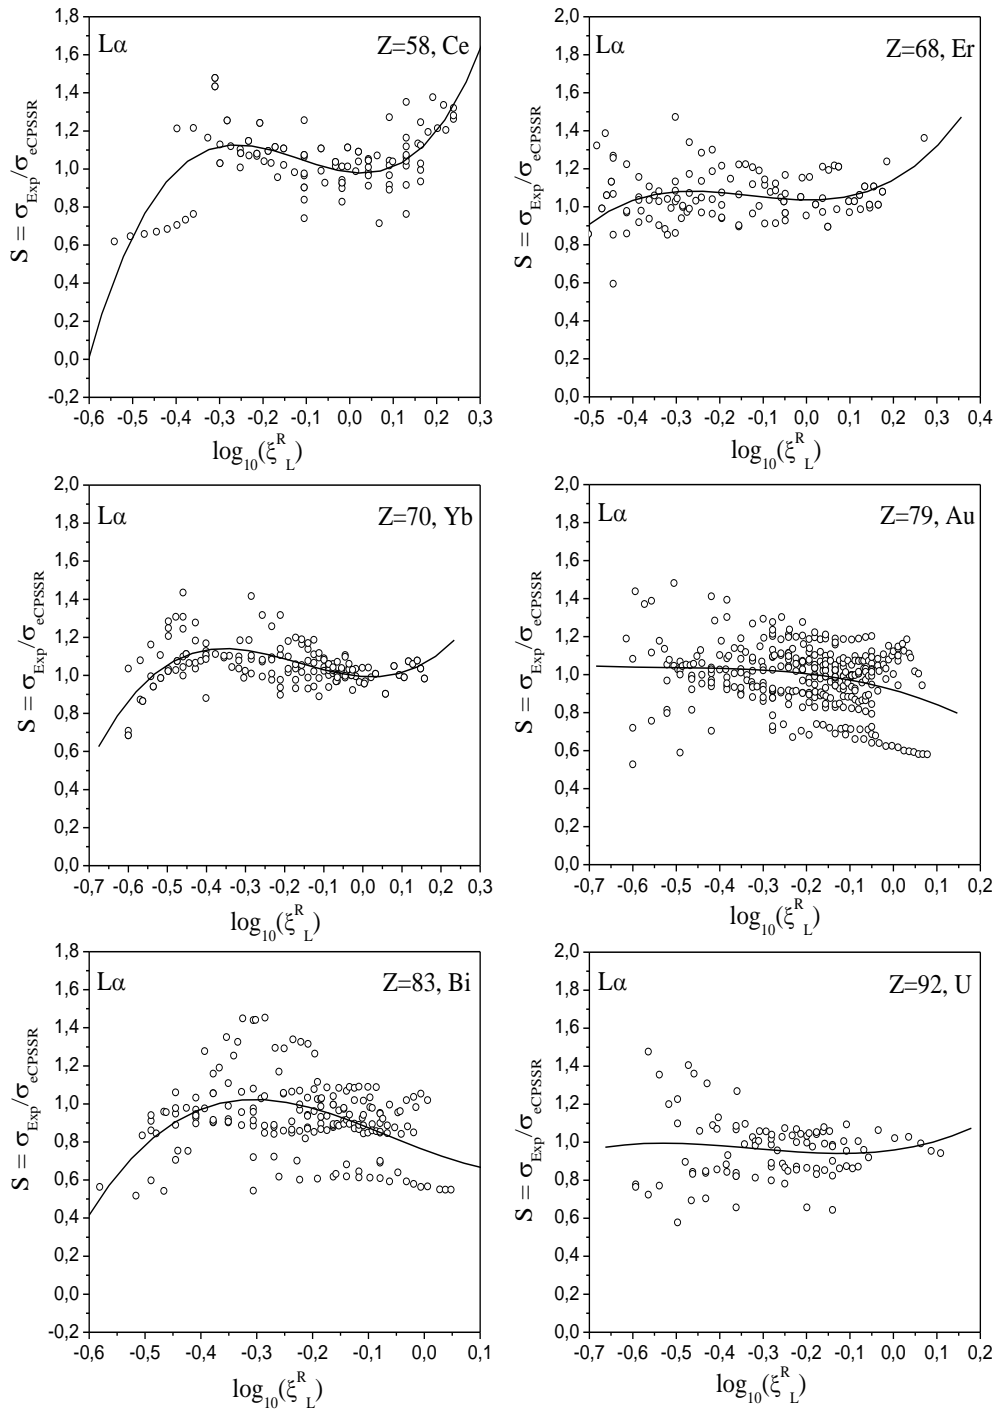 Lα
Z=58, Ce
1,8
1,6
1,4
1,2
1,0
0,8
0,6
0,4
0,2
0,0
-0,2
-0,6 -0,5 -0,4 -0,3 -0,2 -0,1 0,0 0,1 0,2 0,3
S = σExp/σeCPSSR
log10(ξRL)
Lα
Z=68, Er
2,0
1,8
1,6
1,4
1,2
1,0
0,8
0,6
0,4
0,2
0,0
-0,5 -0,4 -0,3 -0,2 -0,1 0,0 0,1 0,2 0,3 0,4
S = σExp/σeCPSSR
log10(ξRL)
Lα
Z=70, Yb
2,0
1,8
1,6
1,4
1,2
1,0
0,8
0,6
0,4
0,2
0,0
-0,7 -0,6 -0,5 -0,4 -0,3 -0,2 -0,1 0,0 0,1 0,2 0,3
S = σExp/σeCPSSR
log10(ξRL)
Lα
Z=79, Au
2,0
1,8
1,6
1,4
1,2
1,0
0,8
0,6
0,4
0,2
0,0
-0,7 -0,6 -0,5 -0,4 -0,3 -0,2 -0,1 0,0 0,1 0,2
S = σExp/σeCPSSR
log10(ξRL)
Lα
Z=83, Bi
1,8
1,6
1,4
1,2
1,0
0,8
0,6
0,4
0,2
0,0
-0,2
-0,6 -0,5 -0,4 -0,3 -0,2 -0,1 0,0 0,1
S = σExp/σeCPSSR
log10(ξRL)
Lα
Z=92, U
2,0
1,8
1,6
1,4
1,2
1,0
0,8
0,6
0,4
0,2
0,0
-0,7 -0,6 -0,5 -0,4 -0,3 -0,2 -0,1 0,0 0,1 0,2
S = σExp/σeCPSSR
log10(ξRL)